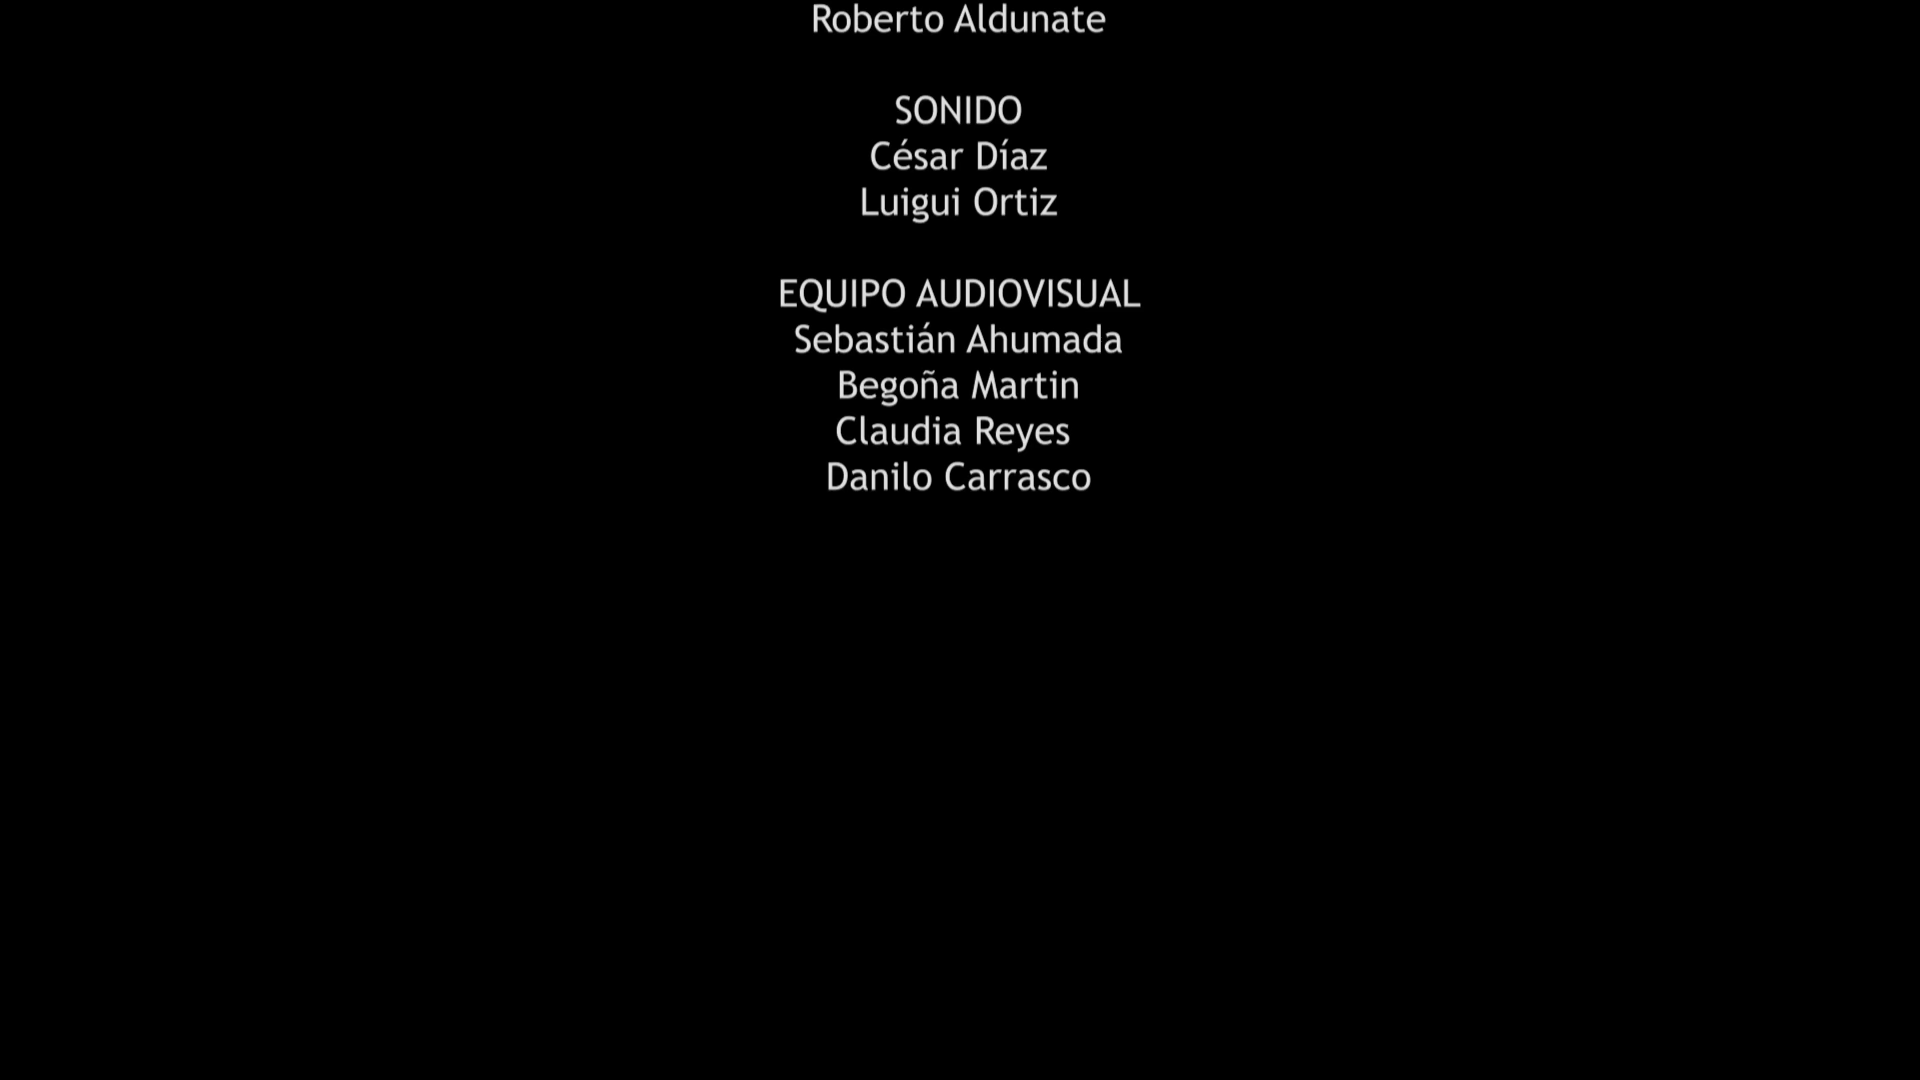 Roberto Aldunate
SONIDO
César Díaz
Luigui Ortiz
EQUIPO AUDIOVISUAL
Sebastián Ahumada
Begoña Martin
Claudia Reyes
Danilo Carrasco